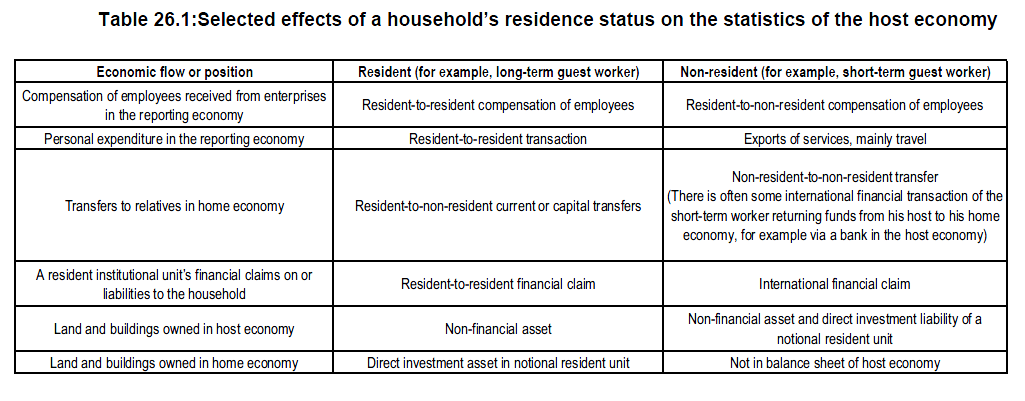 Table 26.1:Selected effects of a household's residence status on the statistics of the host economy
Economic flow or position
Resident (for example, long-term guest worker)
Non-resident (for example, short-term guest worker)
Compensation of employees received from enterprises
in the reporting economy
Resident-to-resident compensation of employees
Resident-to-non-resident compensation of employees
Personal expenditure in the reporting economy
Resident-to-resident transaction
Exports of services, mainly travel
Transfers to relatives in home economy
Resident-to-non-resident current or capital transfers
Non-resident-to-non-resident transfer
(There is often some international financial transaction of the
short-term worker returning funds from his host to his home
economy, for example via a bank in the host economy)
A resident institutional unit's financial claims on or
liabilities to the household
Resident-to-resident financial claim
International financial claim
Land and buildings owned in host economy
Non-financial asset
Non-financial asset and direct investment liability of a
notional resident unit
Land and buildings owned in home economy
Direct investment asset in notional resident unit
Not in balance sheet of host economy